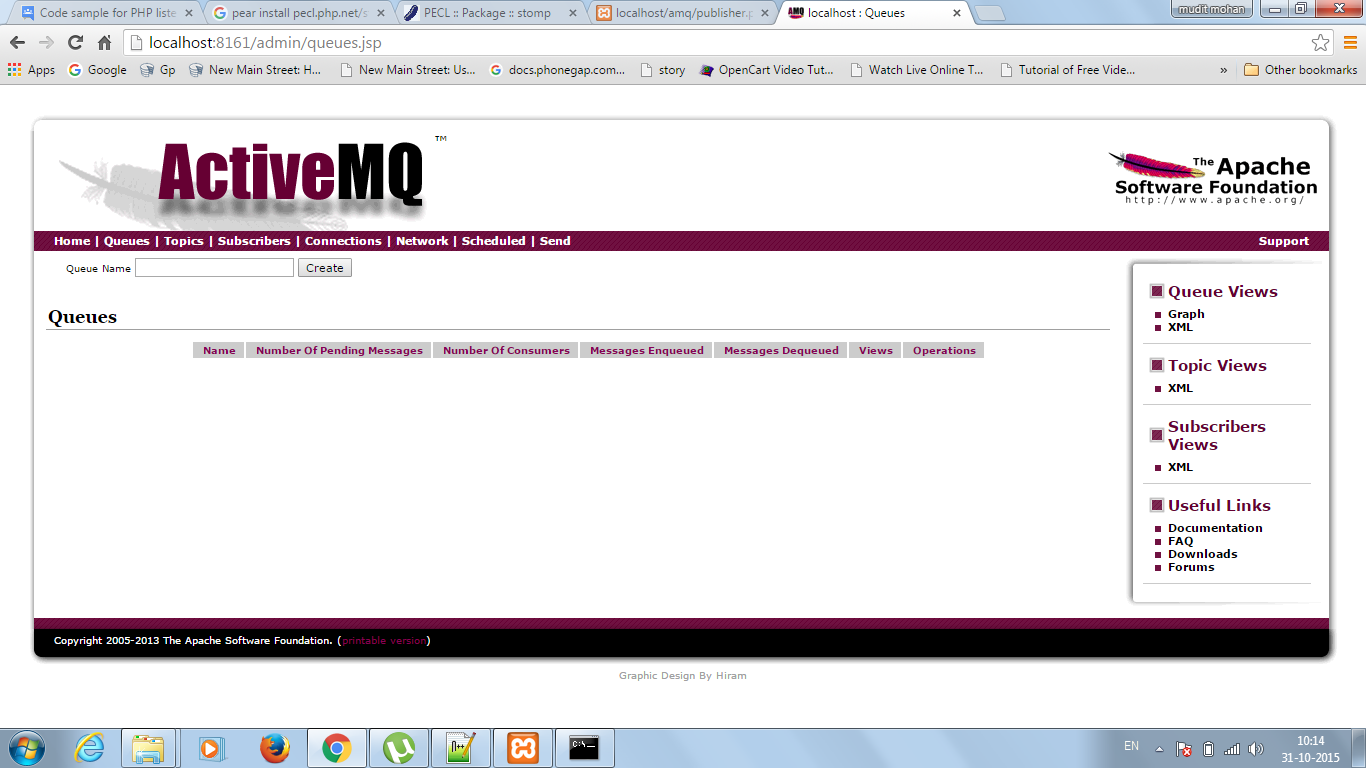 Code sample for PHP liste
pear install pecl.php.net/s
PECL :: Package :: stomp
localhost/amq/publisher.p
localhost : Queues
mudit mohan
localhost:8161/admin/queues.jsp
Apps
Google
Gp
New Main Street: H...
New Main Street: Us...
docs.phonegap.com...
story
OpenCart Video Tut...
Watch Live Online T...
Tutorial of Free Vide...
»
Other bookmarks
ActiveMQ™
The Apache
Software Foundation
http://www.apache.org/
Home | Queues | Topics | Subscribers | Connections | Network | Scheduled | Send
Support
Queue Name
Create
Queues
Name Number Of Pending Messages Number Of Consumers Messages Enqueued Messages Dequeued Views Operations
Queue Views
Graph
XML
Topic Views
XML
Subscribers
Views
XML
Useful Links
Documentation
FAQ
Downloads
Forums
Copyright 2005-2013 The Apache Software Foundation. (printable version)
Graphic Design By Hiram
EN
10:14
31-10-2015